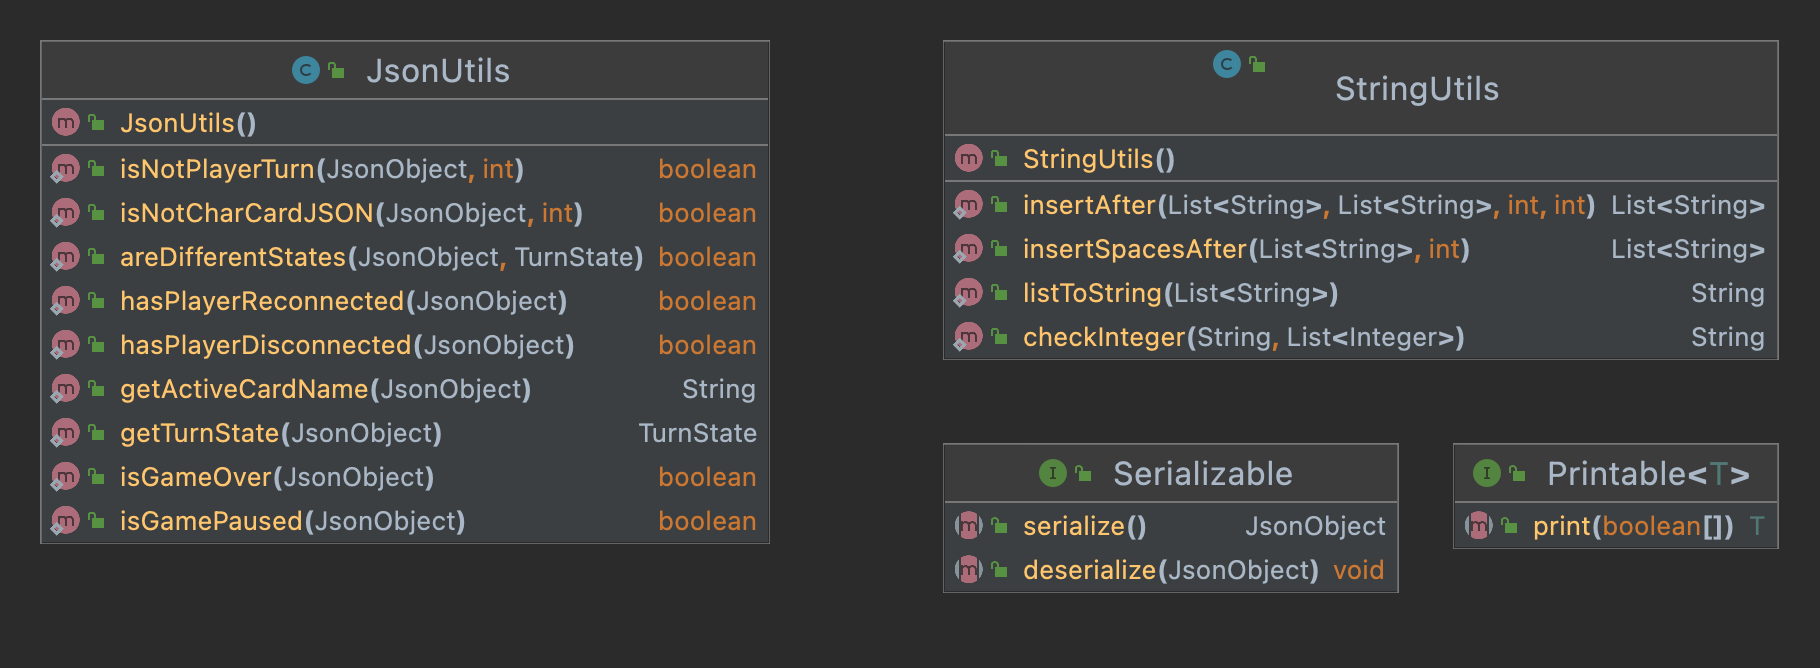 JsonUtils
JsonUtils()
isNotPlayerTurn(JsonObject, int) boolean
isNotCharCardJSON(JsonObject, int) boolean
areDifferentStates(JsonObject, TurnState) boolean
hasPlayerReconnected(JsonObject) boolean
hasPlayerDisconnected(JsonObject) boolean
getActiveCardName(JsonObject) String
getTurnState(JsonObject) TurnState
isGameOver(JsonObject) boolean
isGamePaused(JsonObject) boolean
StringUtils
StringUtils()
insertAfter(List<String>, List<String>, int, int) List<String>
insertSpacesAfter(List<String>, int) List<String>
listToString(List<String>) String
checkInteger(String, List<Integer>) String
Serializable
serialize() JsonObject
deserialize(JsonObject) void
Printable<T>
print(boolean[]) T